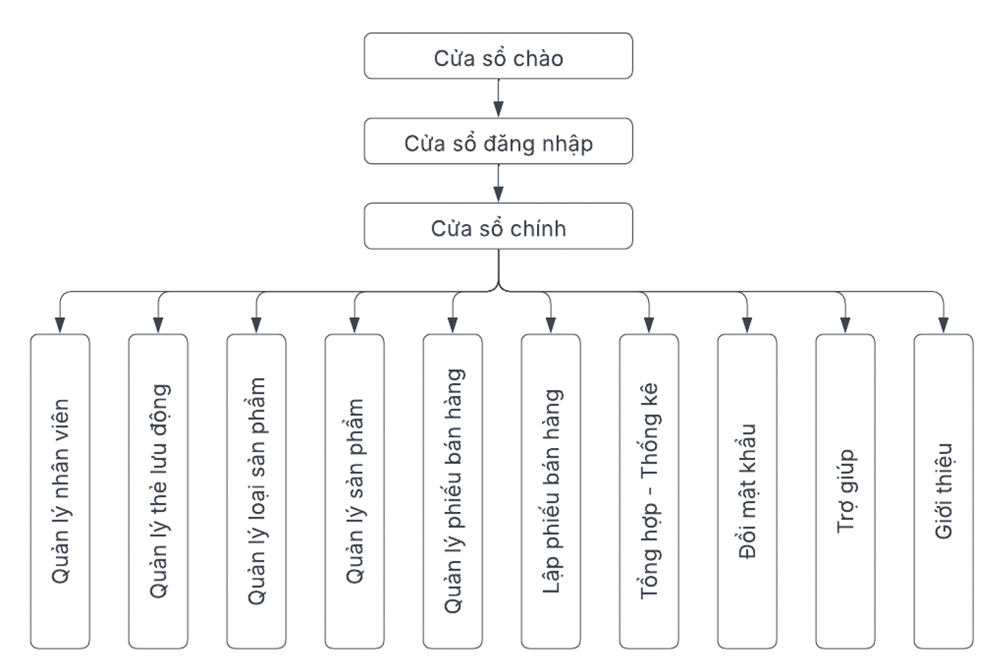 Cửa sổ chào
Cửa sổ đăng nhập
Cửa sổ chính
Quản lý nhân viên
Quản lý thẻ lưu động
Quản lý loại sản phẩm
Quản lý sản phẩm
Quản lý phiếu bán hàng
Lập phiếu bán hàng
Tổng hợp - Thống kê
Đổi mật khẩu
Trợ giúp
Giới thiệu